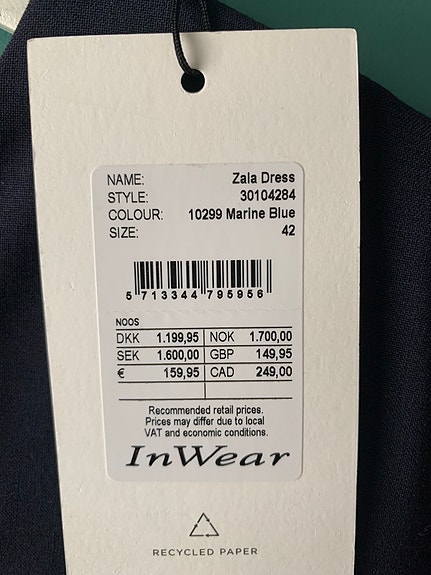 NAME: Zala Dress
STYLE: 30104284
COLOUR: 10299 Marine Blue
SIZE: 42
5 713344 795956
NOOS
DKK 1.199,95 NOK 1.700,00
SEK 1.600,00 GBP 149,95
€ 159,95 CAD 249,00
Recommended retail prices.
Prices may differ due to local
VAT and economic conditions.
InWear
RECYCLED PAPER